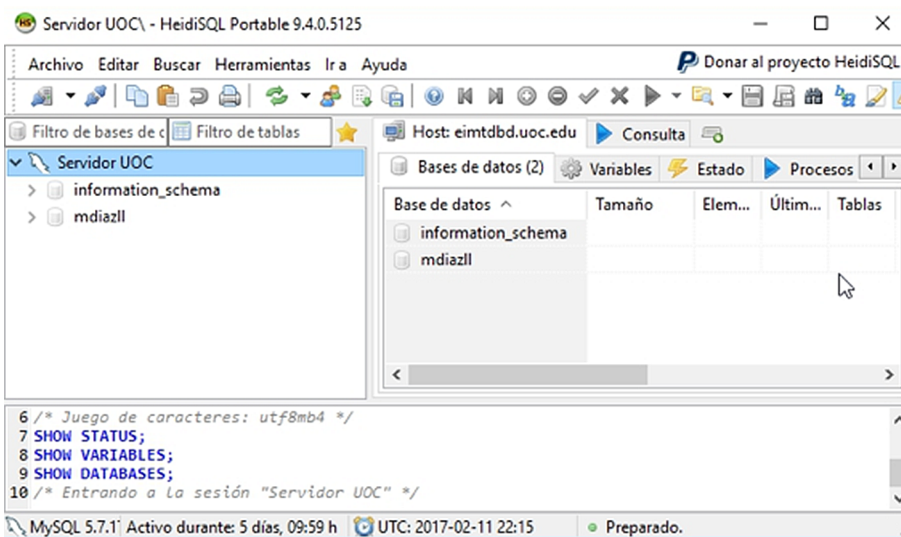 Servidor UOC\ - HeidiSQL Portable 9.4.0.5125
Archivo Editar Buscar Herramientas Ir a Ayuda
Donar al proyecto HeidiSQL
Filtro de bases de c Filtro de tablas
Host: eimtdbd.uoc.edu Consulta
Servidor UOC
information_schema
mdiazll
Bases de datos (2) Variables Estado Procesos
Base de datos Tamaño Elem... Últim... Tablas
information_schema
mdiazll
6 /* Juego de caracteres: utf8mb4 */
7 SHOW STATUS;
8 SHOW VARIABLES;
9 SHOW DATABASES;
10 /* Entrando a la sesión "Servidor UOC" */
MySQL 5.7.1 Activo durante: 5 días, 09:59 h UTC: 2017-02-11 22:15 Preparado.